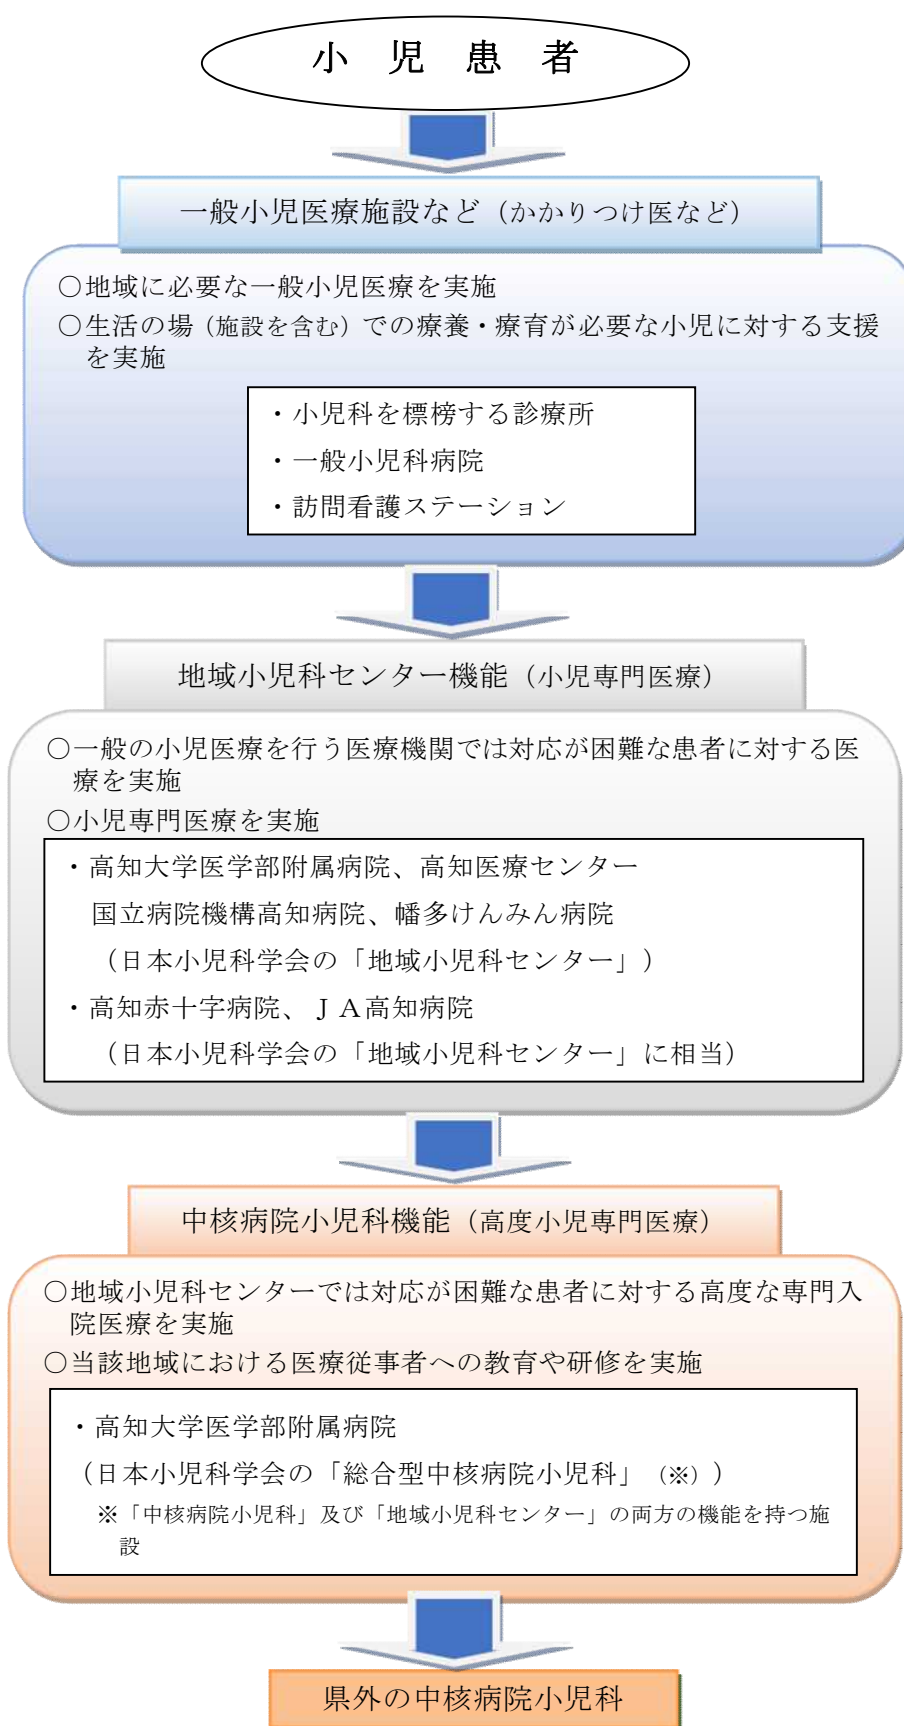 小児患者
一般小児医療施設など（かかりつけ医など）
○地域に必要な一般小児医療を実施
○生活の場（施設を含む）での療養・療育が必要な小児に対する支援
を実施
・小児科を標榜する診療所
・一般小児科病院
・訪問看護ステーション
地域小児科センター機能（小児専門医療）
○一般の小児医療を行う医療機関では対応が困難な患者に対する医
療を実施
○小児専門医療を実施
・高知大学医学部附属病院、高知医療センター
国立病院機構高知病院、幡多けんみん病院
（日本小児科学会の「地域小児科センター」）
・高知赤十字病院、ＪＡ高知病院
（日本小児科学会の「地域小児科センター」に相当）
中核病院小児科機能（高度小児専門医療）
○地域小児科センターでは対応が困難な患者に対する高度な専門入
院医療を実施
○当該地域における医療従事者への教育や研修を実施
・高知大学医学部附属病院
（日本小児科学会の「総合型中核病院小児科」（※））
※「中核病院小児科」及び「地域小児科センター」の両方の機能を持つ施
設
県外の中核病院小児科